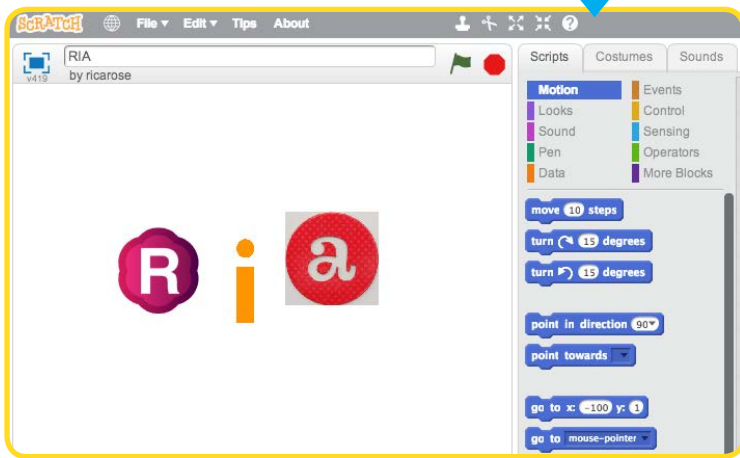 SCRATCH File Edit Tips About
RIA
by ricarose
v419
R i a
Scripts Costumes Sounds
Motion Events
Looks Control
Sound Sensing
Pen Operators
Data More Blocks
move 10 steps
turn 15 degrees
turn 15 degrees
point in direction 90
point towards
go to x: -100 y: 1
go to mouse-pointer